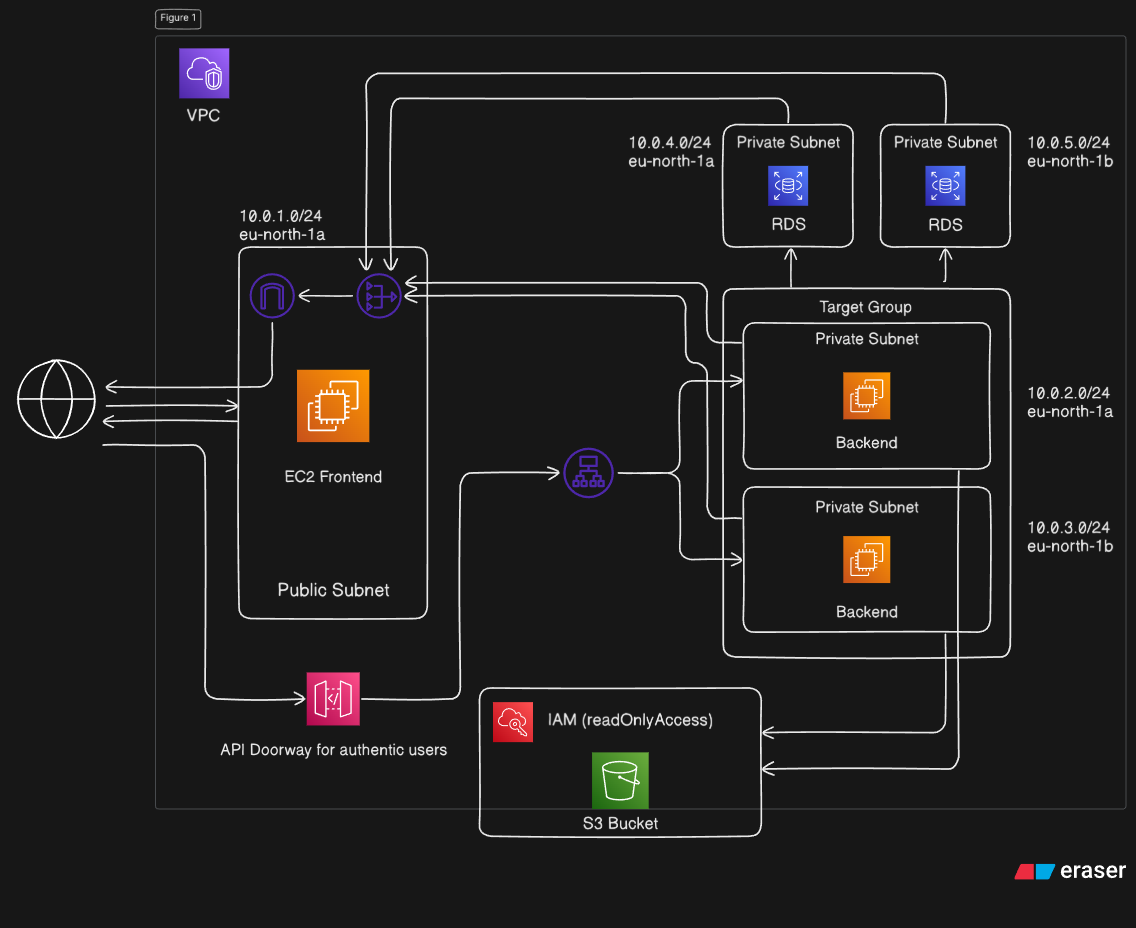 Figure 1
VPC
10.0.4.0/24
eu-north-1a
Private Subnet
RDS
Private Subnet
RDS
10.0.5.0/24
eu-north-1b
10.0.1.0/24
eu-north-1a
EC2 Frontend
Public Subnet
Target Group
Private Subnet
Backend
10.0.2.0/24
eu-north-1a
Private Subnet
Backend
10.0.3.0/24
eu-north-1b
API Doorway for authentic users
IAM (readOnlyAccess)
S3 Bucket
eraser